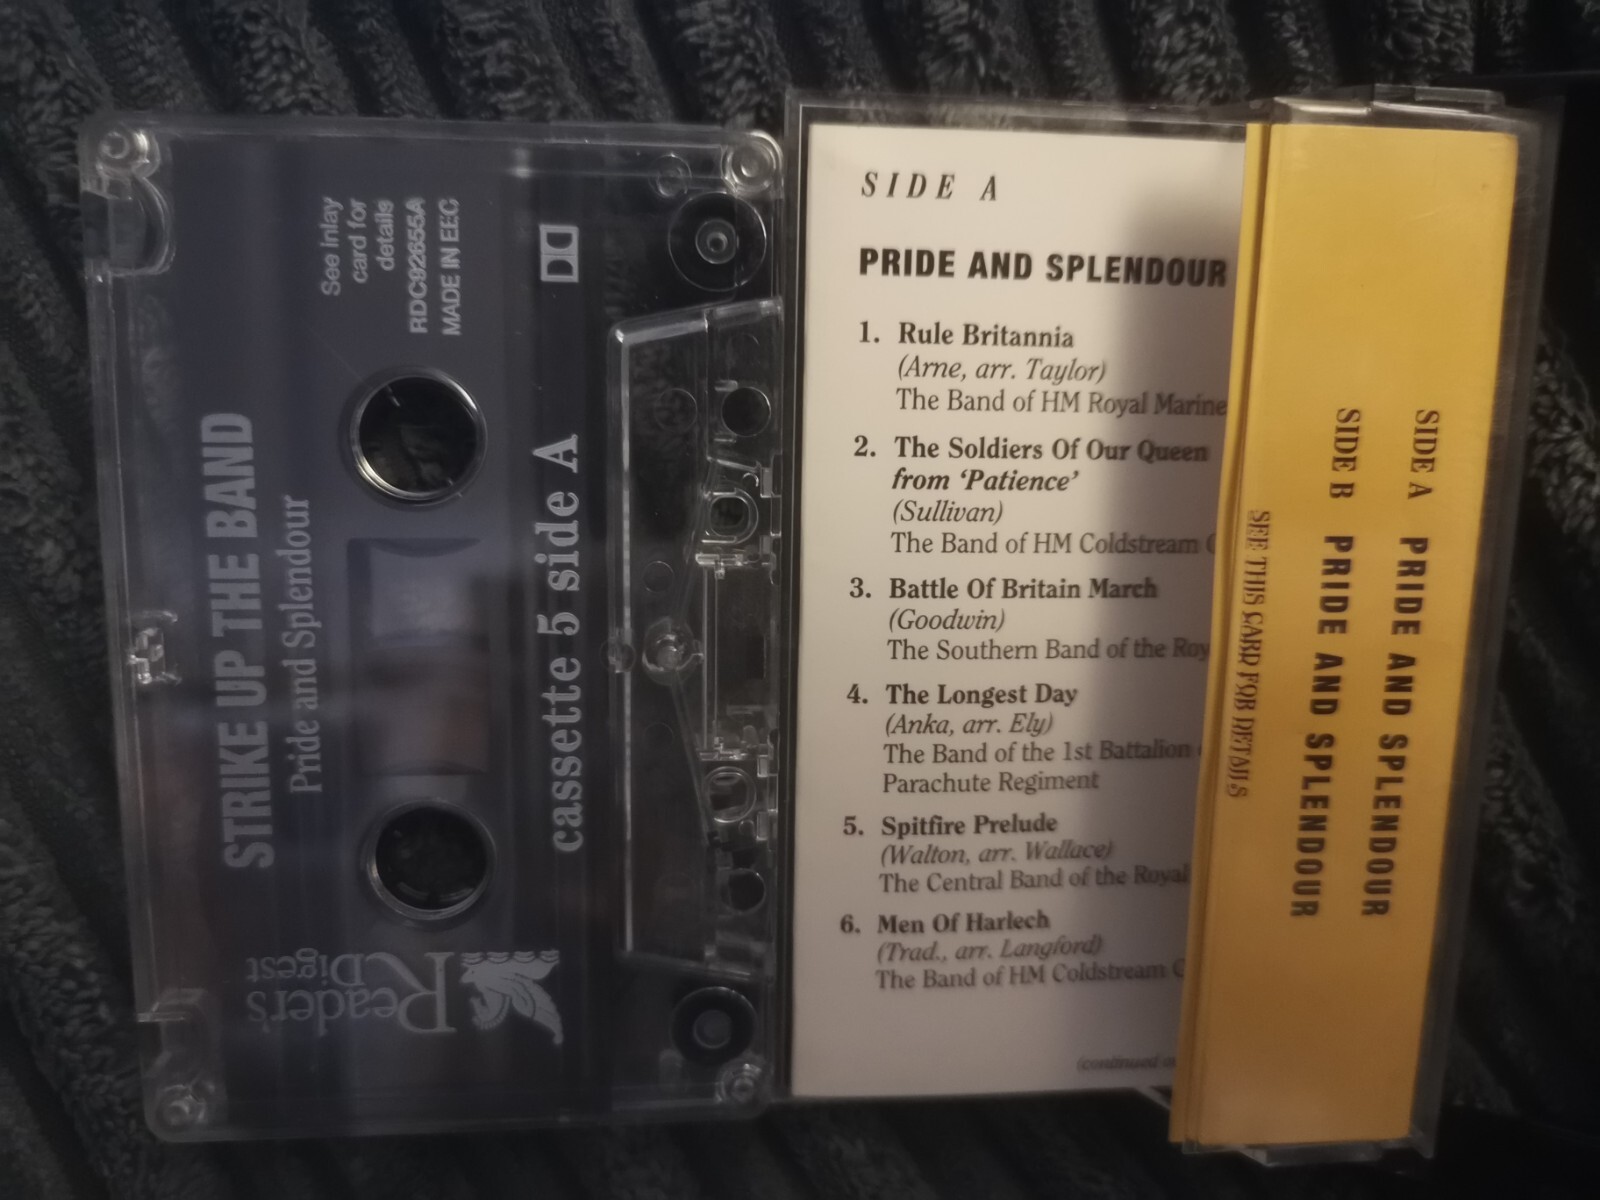 STRIKE UP THE BAND
Pride and Splendour
See inlay
card for
details
RDC92655A
MADE IN EEC
cassette 5 side A
Reader's
Digest
SIDE A
PRIDE AND SPLENDOUR
1. Rule Britannia
(Arne, arr. Taylor)
The Band of HM Royal Marine
2. The Soldiers Of Our Queen
from ‘Patience’
(Sullivan)
The Band of HM Coldstream
3. Battle Of Britain March
(Goodwin)
The Southern Band of the Roy
4. The Longest Day
(Anka, arr. Ely)
The Band of the 1st Battalion
Parachute Regiment
5. Spitfire Prelude
(Walton, arr. Wallace)
The Central Band of the Royal
6. Men Of Harlech
(Trad., arr. Langford)
The Band of HM Coldstream
(continued
SIDE A PRIDE AND SPLENDOUR
SIDE B PRIDE AND SPLENDOUR
SEE THIS CARD FOR DETAILS